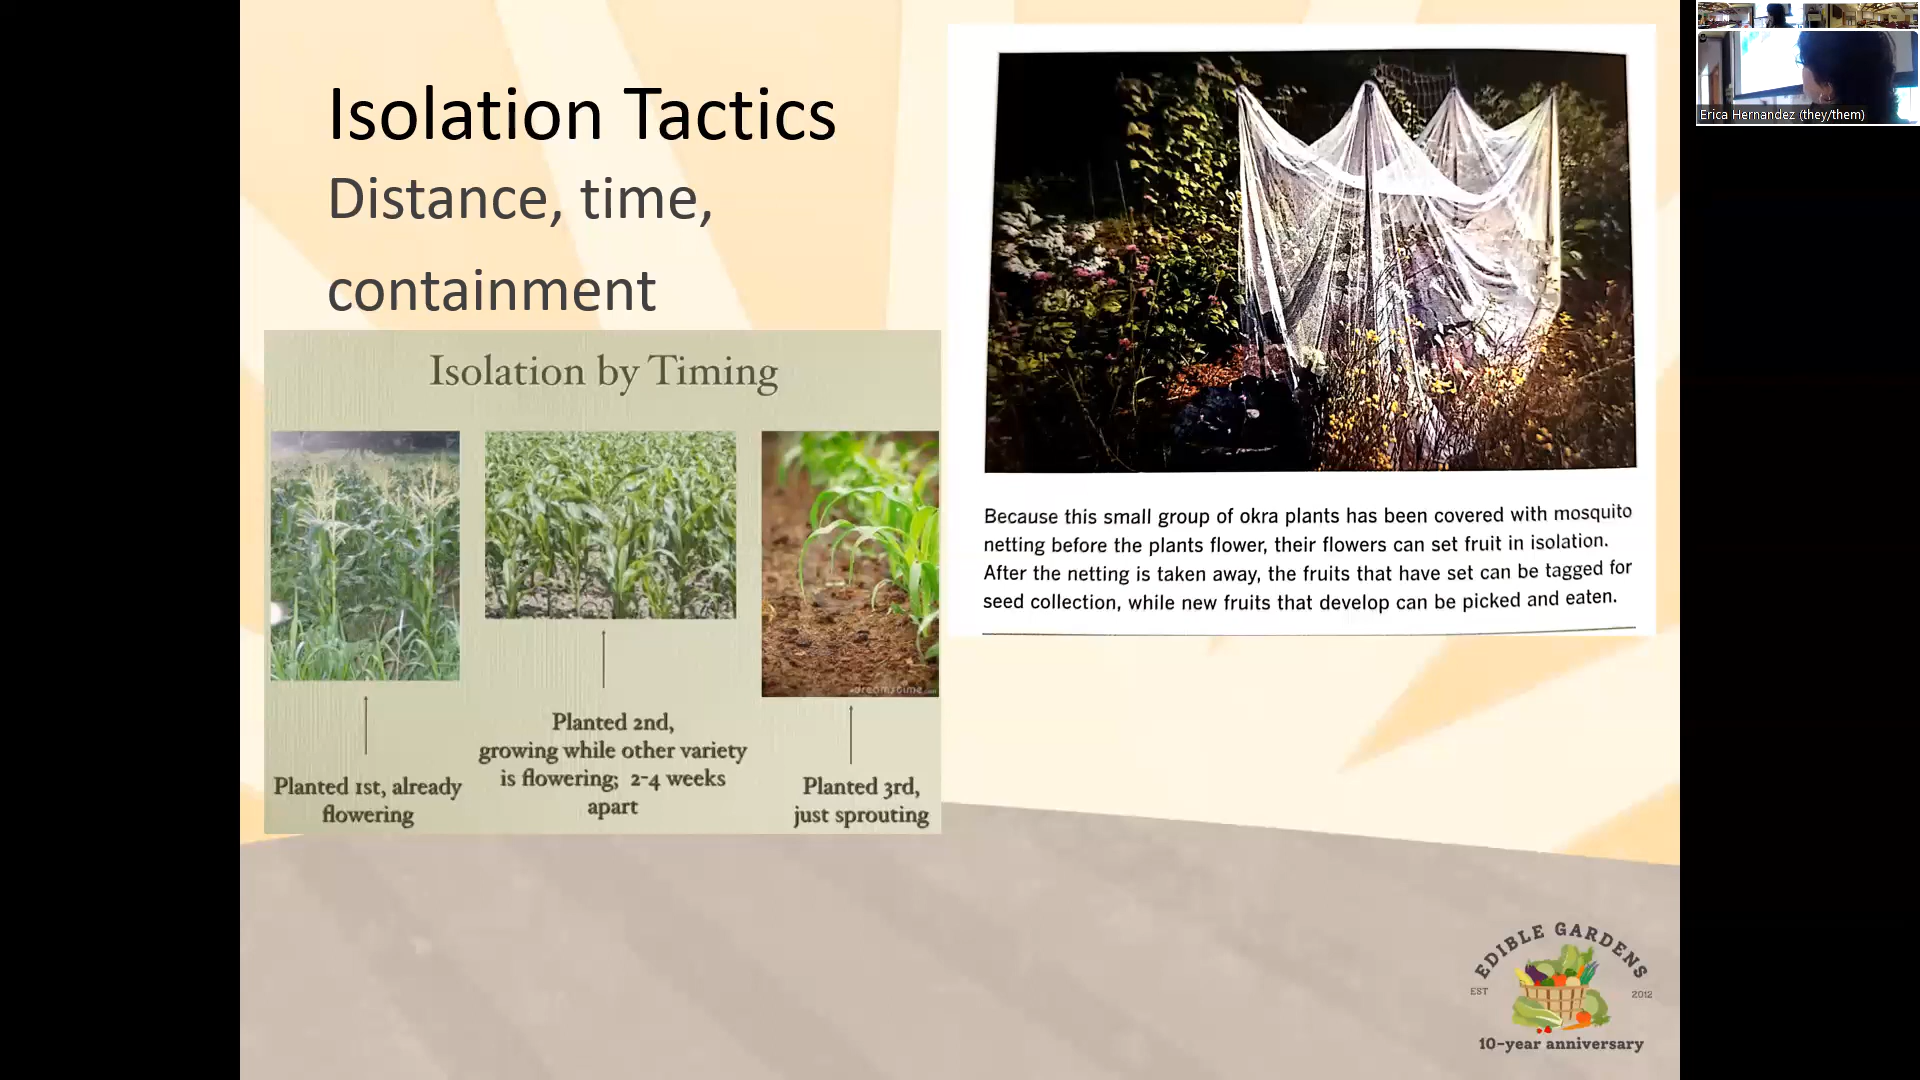 Isolation Tactics
Distance, time,
containment
Isolation by Timing
Planted 1st, already
flowering
Planted 2nd,
growing while other variety
is flowering; 2-4 weeks
apart
Planted 3rd,
just sprouting
dreamstime
Because this small group of okra plants has been covered with mosquito
netting before the plants flower, their flowers can set fruit in isolation.
After the netting is taken away, the fruits that have set can be tagged for
seed collection, while new fruits that develop can be picked and eaten.
EDIBLE GARDENS
EST 2012
10-year anniversary
Erica Hernandez (they/them)